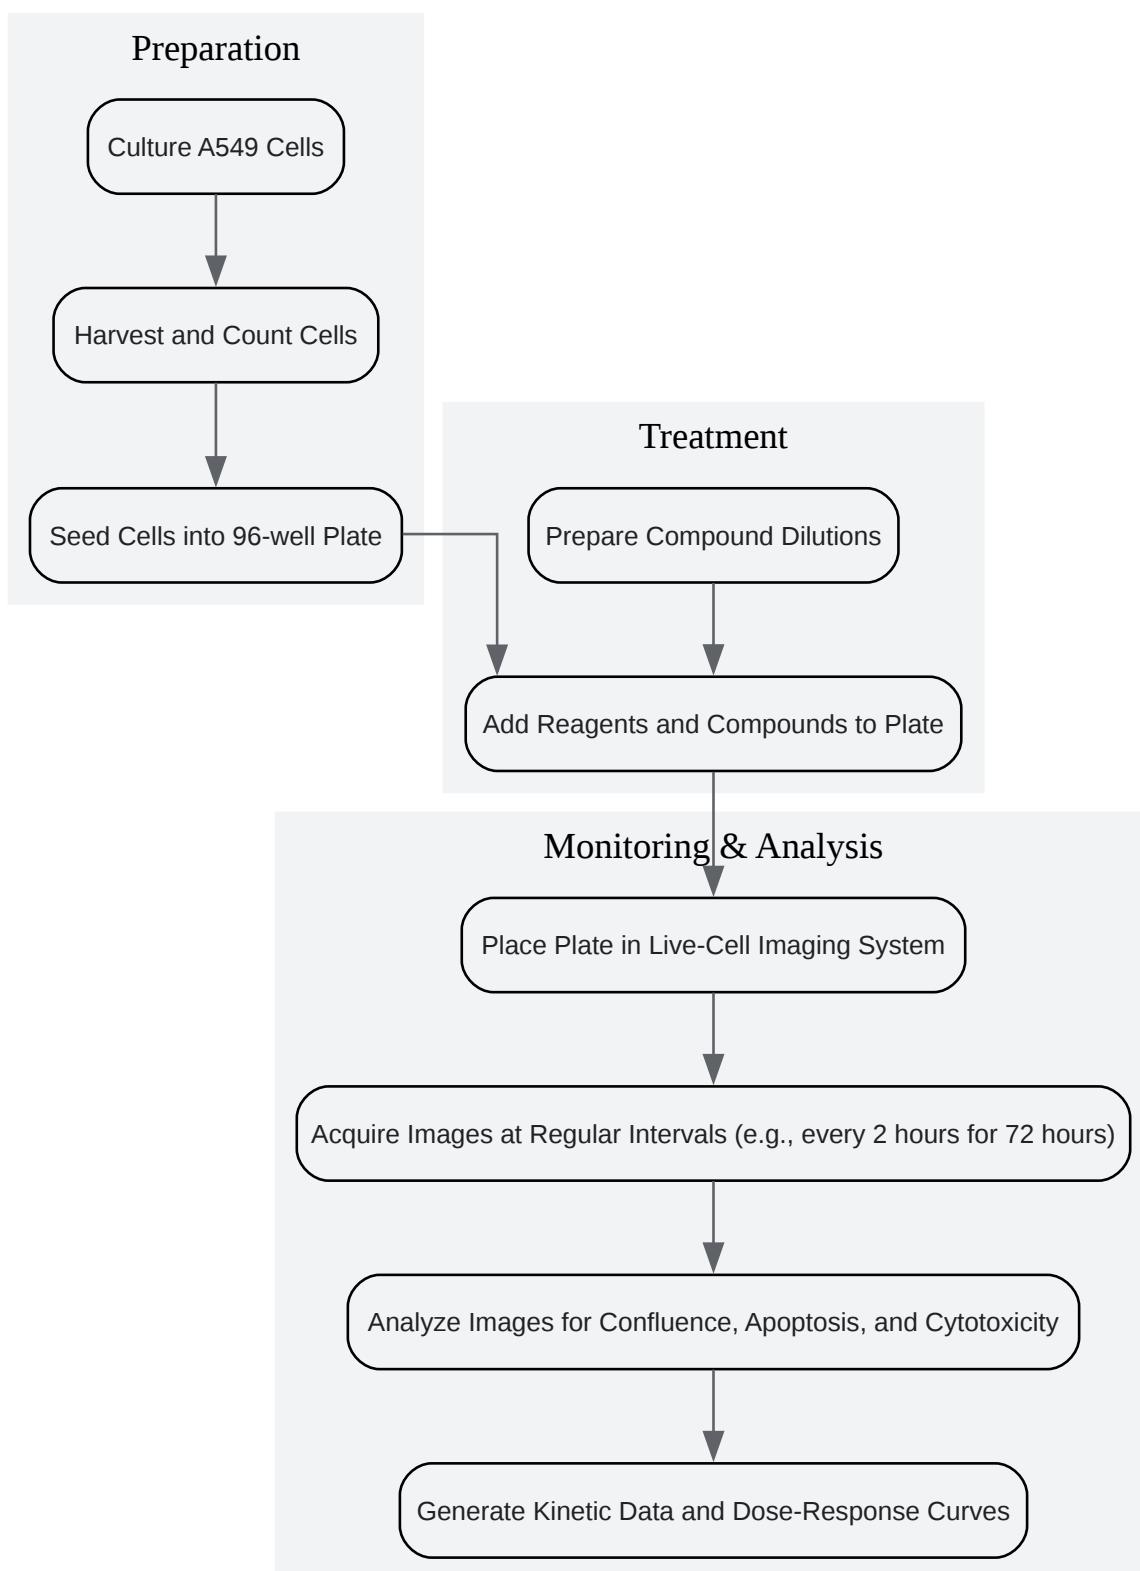 Preparation
Culture A549 Cells
Harvest and Count Cells
Seed Cells into 96-well Plate
Treatment
Prepare Compound Dilutions
Add Reagents and Compounds to Plate
Monitoring & Analysis
Place Plate in Live-Cell Imaging System
Acquire Images at Regular Intervals (e.g., every 2 hours for 72 hours)
Analyze Images for Confluence, Apoptosis, and Cytotoxicity
Generate Kinetic Data and Dose-Response Curves